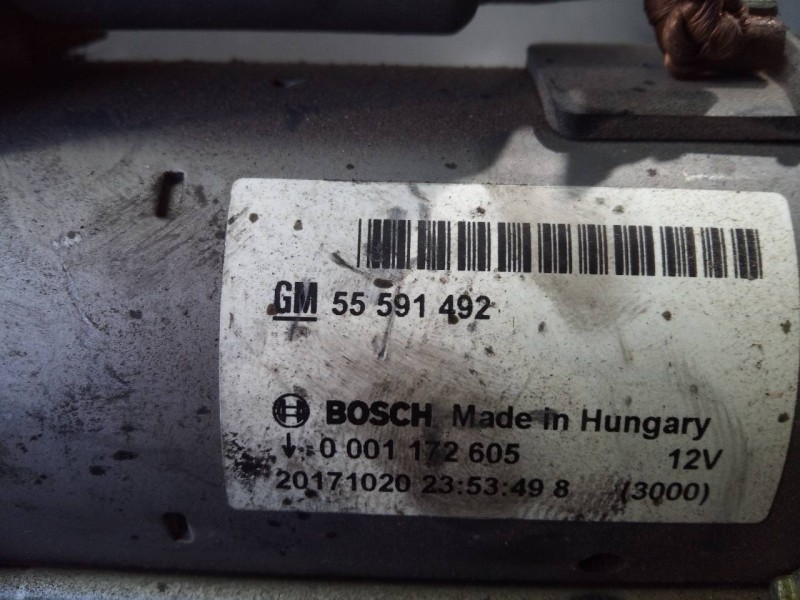 GM 55 591 492
BOSCH Made in Hungary
0 001 172 605 12V
20171020 23:53:49 8 (3000)